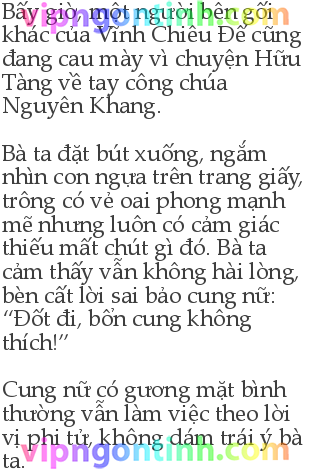 Bấy giờ, một người bên gối
khác của Vĩnh Chiêu Đế cũng
đang cau mày vì chuyện Hữu
Tàng về tay công chúa
Nguyên Khang.

Bà ta đặt bút xuống, ngắm
nhìn con ngựa trên trang giấy,
trông có vẻ oai phong mạnh
mẽ nhưng luôn có cảm giác
thiếu mất chút gì đó. Bà ta
cảm thấy vẫn không hài lòng,
bèn cất lời sai bảo cung nữ:
“Đốt đi, bổn cung không
thích!”

Cung nữ có gương mặt bình
thường vẫn làm việc theo lời
vị phi tử, không dám trái ý bà
ta.
vipngontinh.com
vipngontinh.com